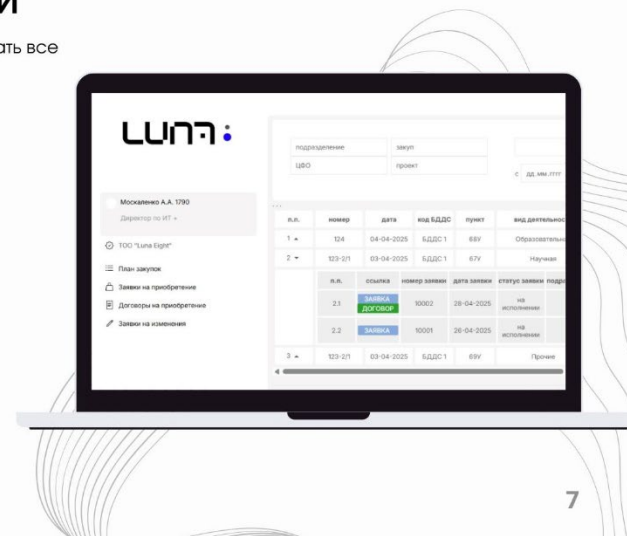 И
ать все
LUNA:
подразделение закуп
ЦФО проект
с дд.мм.гггг
Москаленко А.А. 1790
Директор по ИТ
ТОО "Luna Eight"
План закупок
Заявки на приобретение
Договоры на приобретение
Заявки на изменения
...
п.п. номер дата код БДДС пункт вид деятельнос
1 124 04-04-2025 БДДС 1 68У Образовательн
2 123-2/1 03-04-2025 БДДС 1 67У Научная
п.п. ссылка номер заявки дата заявки статус заявки подра
2.1 ЗАЯВКА ДОГОВОР 10002 28-04-2025 на исполнении
2.2 ЗАЯВКА 10001 26-04-2025 на исполнении
3 123-2/1 03-04-2025 БДДС 1 69У Прочие
7